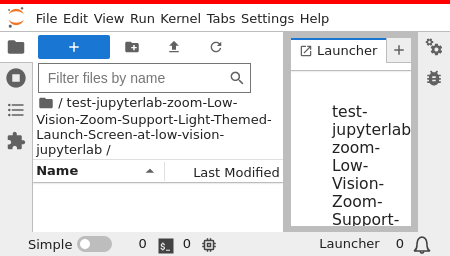 File Edit View Run Kernel Tabs Settings Help
+
Launcher
+
Filter files by name
/ test-jupyterlab-zoom-Low-
Vision-Zoom-Support-Light-Themed-
Launch-Screen-at-low-vision-
jupyterlab /
Name
Last Modified
test-
jupyterlab
zoom-
Low-
Vision-
Zoom-
Support-
Simple
0
$_
0
Launcher
0